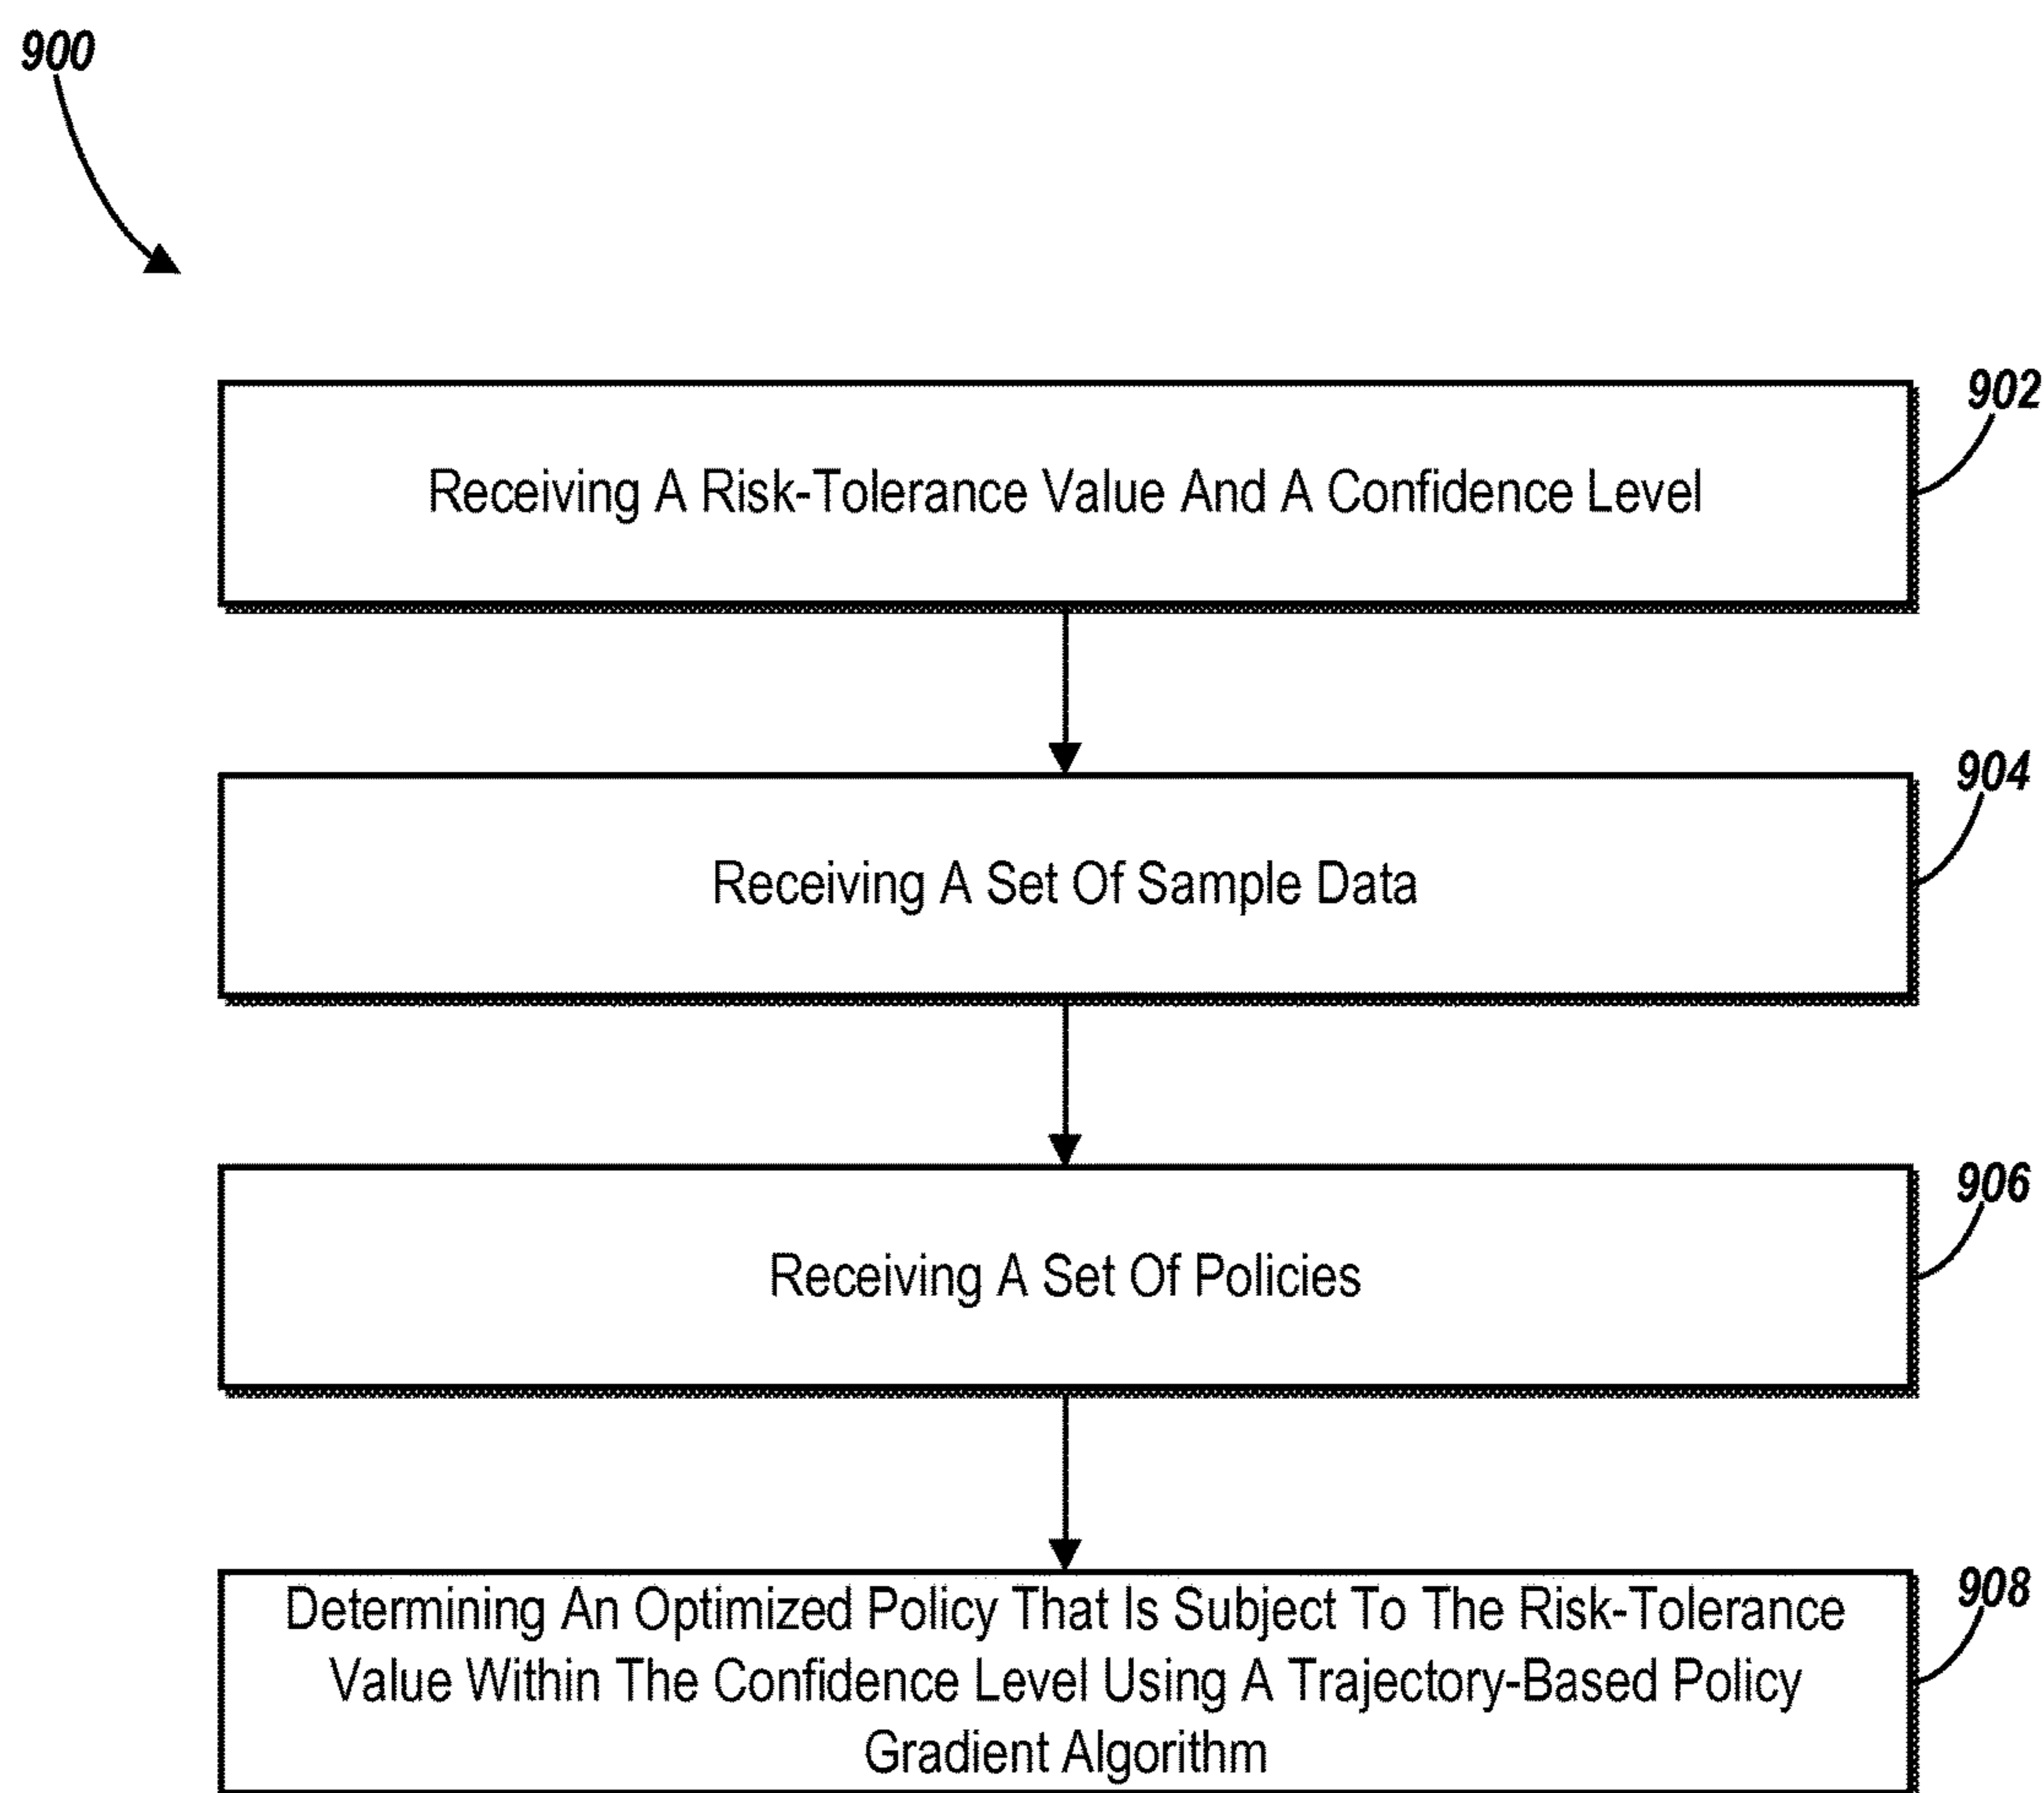 900
902
Receiving A Risk-Tolerance Value And A Confidence Level
904
Receiving A Set Of Sample Data
906
Receiving A Set Of Policies
908
Determining An Optimized Policy That Is Subject To The Risk-Tolerance
Value Within The Confidence Level Using A Trajectory-Based Policy
Gradient Algorithm